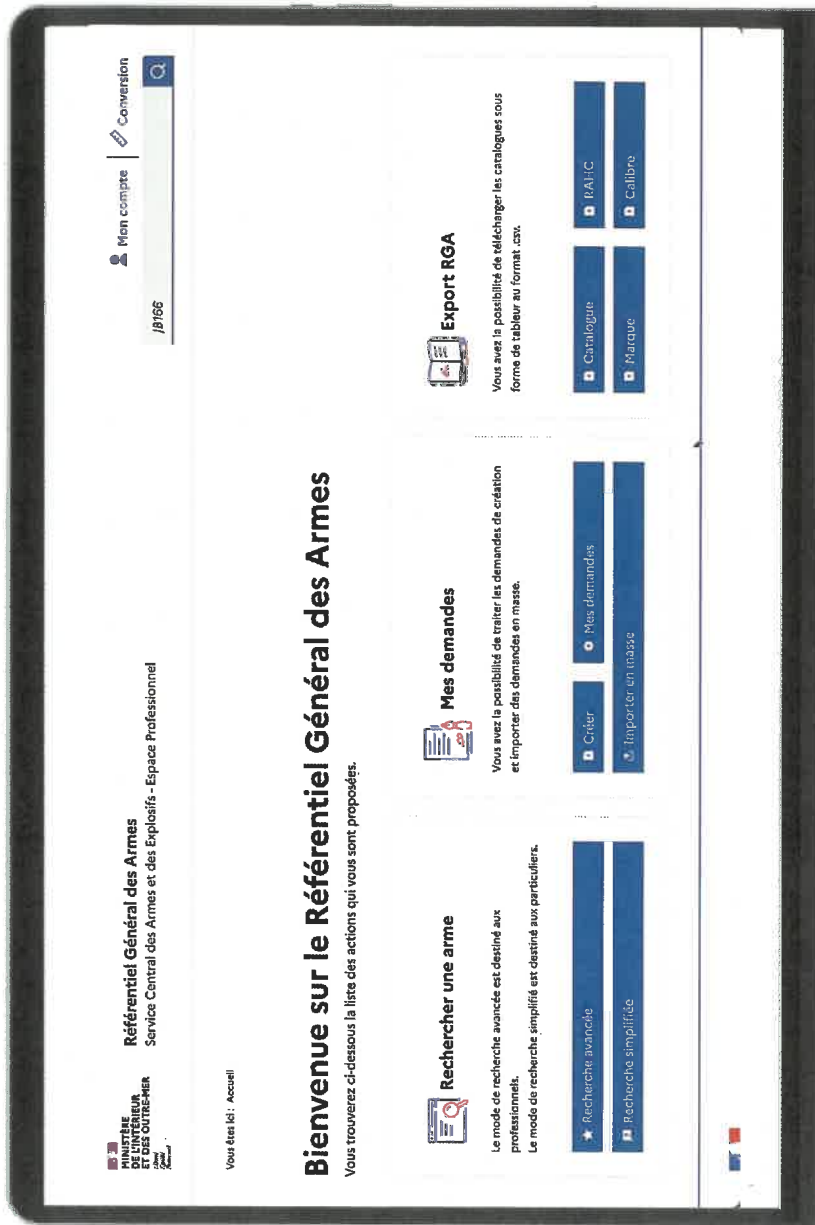 MINISTÈRE
DE L'INTÉRIEUR
ET DES OUTRE-MER
Liberté
Égalité
Fraternité
Référentiel Général des Armes
Service Central des Armes et des Explosifs - Espace Professionnel
Mon compte
Conversion
18166
Vous êtes ici : Accueil
Bienvenue sur le Référentiel Général des Armes
Vous trouverez ci-dessous la liste des actions qui vous sont proposées.
Rechercher une arme
Le mode de recherche avancée est destiné aux
professionnels.
Le mode de recherche simplifié est destiné aux particuliers.
Recherche avancée
Recherche simplifiée
Mes demandes
Vous avez la possibilité de traiter les demandes de création
et importer des demandes en masse.
Créer
Mes demandes
Importer en masse
Export RGA
Vous avez la possibilité de télécharger les catalogues sous
forme de tableur au format .csv.
Catalogue
RAHC
Marque
Calibre